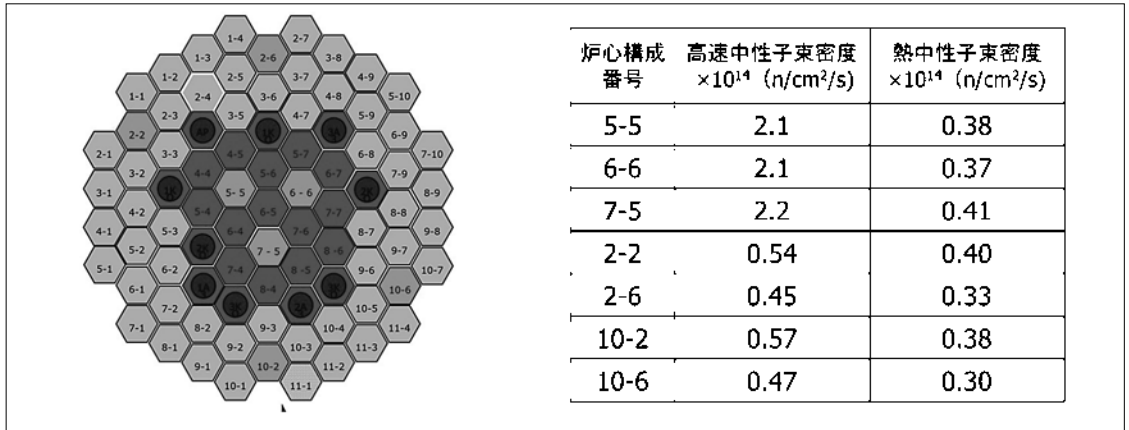 1-4 2-7
1-3 2-6 3-8
1-2 2-5 3-7 4-9
1-1 2-4 3-6 4-8 5-10
2-3 3-5 4-7 5-9
2-2 AP 6-9
2-1 3-3 4-5 5-7 6-8 7-10
3-2 4-4 5-6 6-7 7-9
3-1 5-5 6-6 8-9
4-2 5-4 6-5 7-7 8-8
4-1 5-3 6-4 7-6 8-7 9-8
5-2 7-5 8-6 9-7
5-1 6-2 7-4 8-5 9-6 10-7
6-1 8-4 10-6
7-2 10-5
7-1 8-2 9-3 10-4 11-4
8-1 9-2 10-3 11-3
9-1 10-2 11-2
10-1 11-1
炉心構成番号 高速中性子束密度×10¹⁴ (n/cm²/s) 熱中性子束密度×10¹⁴ (n/cm²/s)
5-5 2.1 0.38
6-6 2.1 0.37
7-5 2.2 0.41
2-2 0.54 0.40
2-6 0.45 0.33
10-2 0.57 0.38
10-6 0.47 0.30